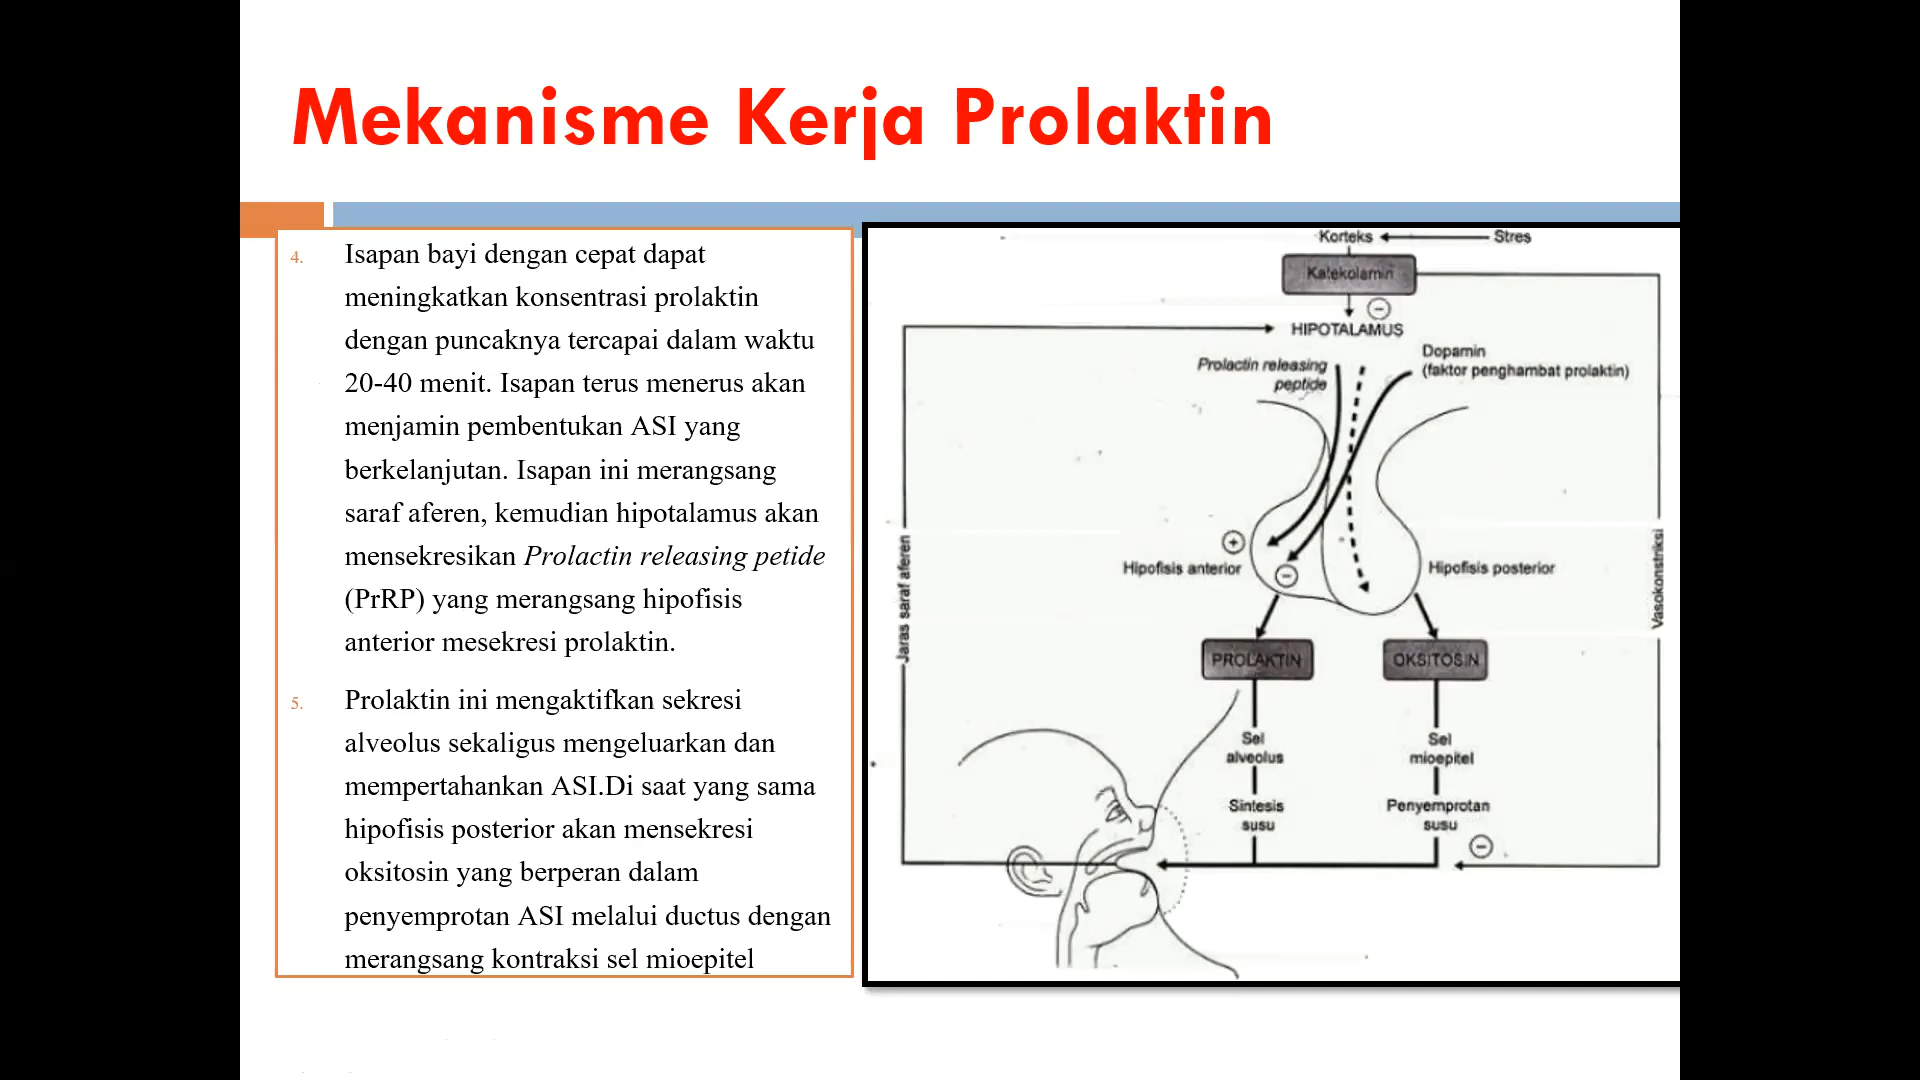 Mekanisme Kerja Prolaktin
4. Isapan bayi dengan cepat dapat
meningkatkan konsentrasi prolaktin
dengan puncaknya tercapai dalam waktu
20-40 menit. Isapan terus menerus akan
menjamin pembentukan ASI yang
berkelanjutan. Isapan ini merangsang
saraf aferen, kemudian hipotalamus akan
mensekresikan Prolactin releasing petide
(PrRP) yang merangsang hipofisis
anterior mesekresi prolaktin.
5. Prolaktin ini mengaktifkan sekresi
alveolus sekaligus mengeluarkan dan
mempertahankan ASI.Di saat yang sama
hipofisis posterior akan mensekresi
oksitosin yang berperan dalam
penyemprotan ASI melalui ductus dengan
merangsang kontraksi sel mioepitel
Korteks
Stres
Katekolamin
HIPOTALAMUS
Prolactin releasing
peptide
Dopamin
(faktor penghambat prolaktin)
Hipofisis anterior
Hipofisis posterior
Jaras saraf aferen
Vasokonstriksi
PROLAKTIN
OKSITOSIN
Sel
alveolus
Sel
mioepitel
Sintesis
susu
Penyemprotan
susu